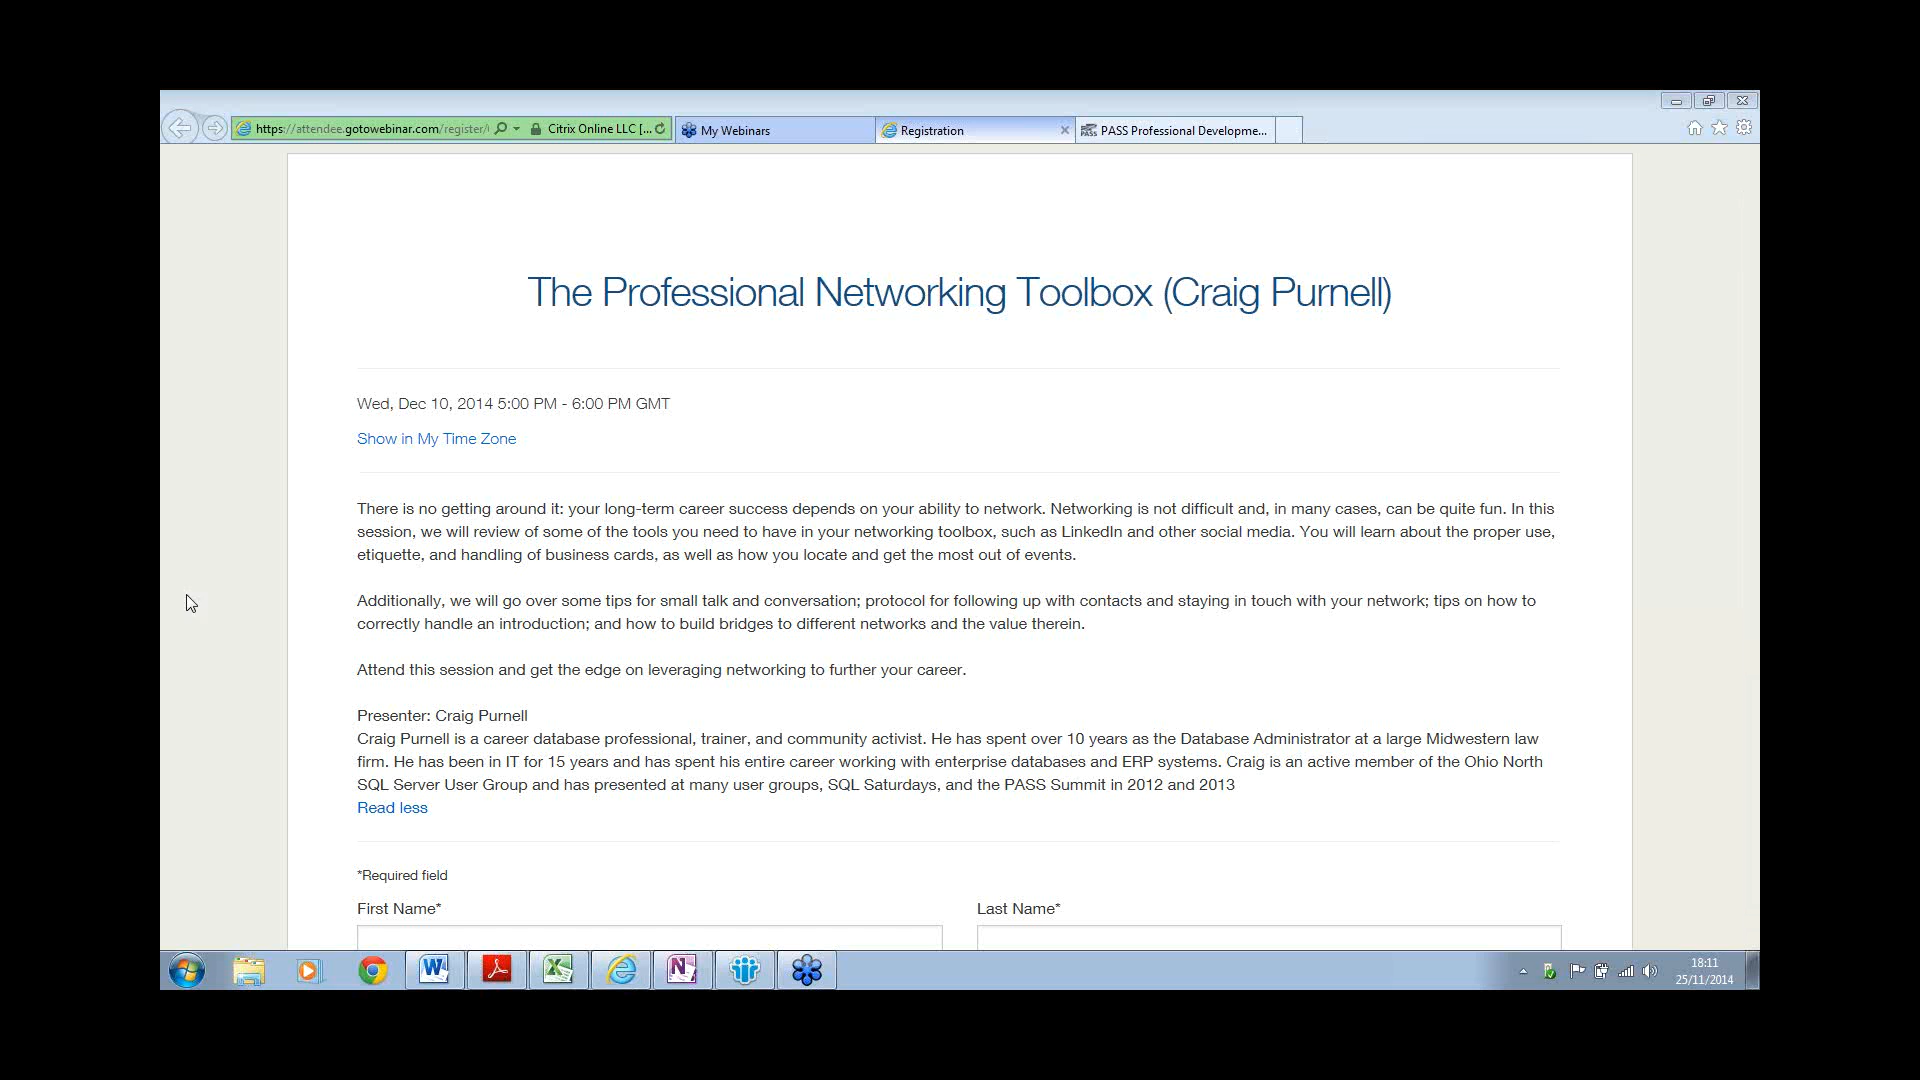 https://attendee.gotowebinar.com/register/ Citrix Online LLC [... My Webinars Registration PASS Professional Developme...
The Professional Networking Toolbox (Craig Purnell)
Wed, Dec 10, 2014 5:00 PM - 6:00 PM GMT
Show in My Time Zone
There is no getting around it: your long-term career success depends on your ability to network. Networking is not difficult and, in many cases, can be quite fun. In this
session, we will review of some of the tools you need to have in your networking toolbox, such as LinkedIn and other social media. You will learn about the proper use,
etiquette, and handling of business cards, as well as how you locate and get the most out of events.
Additionally, we will go over some tips for small talk and conversation; protocol for following up with contacts and staying in touch with your network; tips on how to
correctly handle an introduction; and how to build bridges to different networks and the value therein.
Attend this session and get the edge on leveraging networking to further your career.
Presenter: Craig Purnell
Craig Purnell is a career database professional, trainer, and community activist. He has spent over 10 years as the Database Administrator at a large Midwestern law
firm. He has been in IT for 15 years and has spent his entire career working with enterprise databases and ERP systems. Craig is an active member of the Ohio North
SQL Server User Group and has presented at many user groups, SQL Saturdays, and the PASS Summit in 2012 and 2013
Read less
*Required field
First Name* Last Name*
18:11
25/11/2014